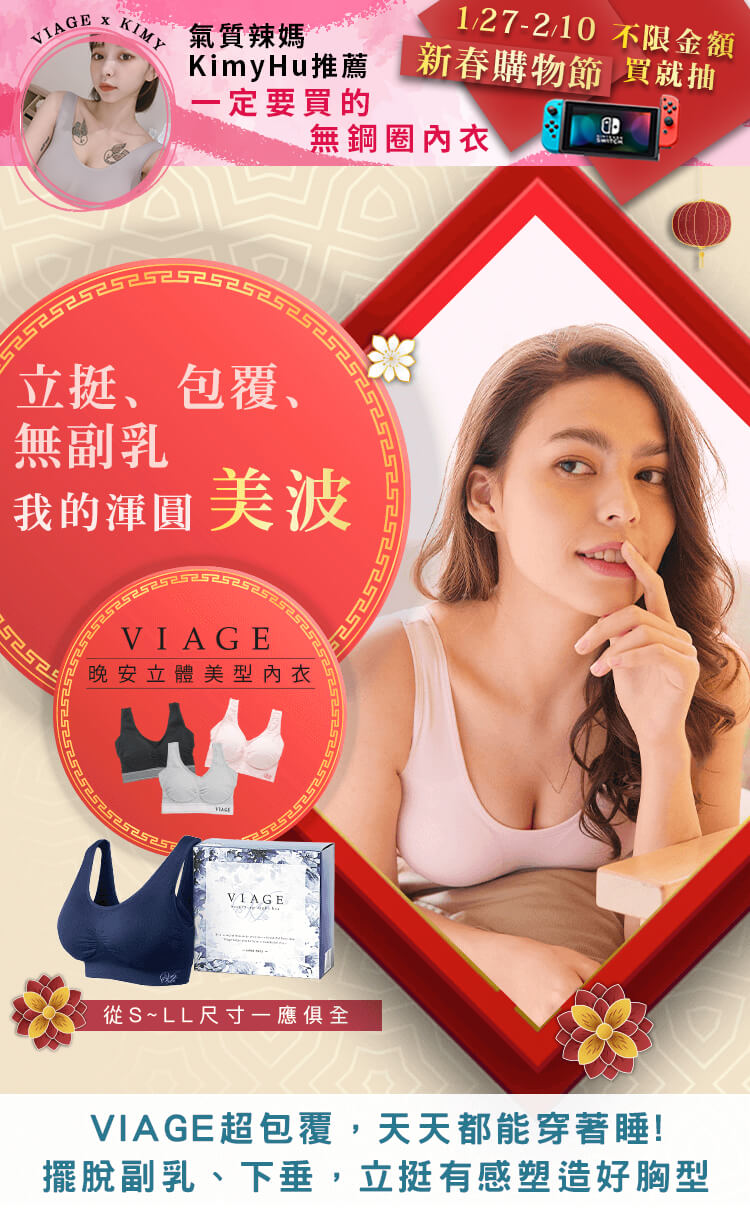 VIAGE x KIMY
氣質辣媽
KimyHu推薦
一定要買的
無鋼圈內衣
1/27-2/10
新春購物節
不限金額
買就抽
SWITCH
立挺、包覆、
無副乳
我的渾圓 美波
VIAGE
晚安立體美型內衣
VIAGE
VIAGE
從S~LL尺寸一應俱全
VIAGE超包覆，天天都能穿著睡!
擺脫副乳、下垂，立挺有感塑造好胸型